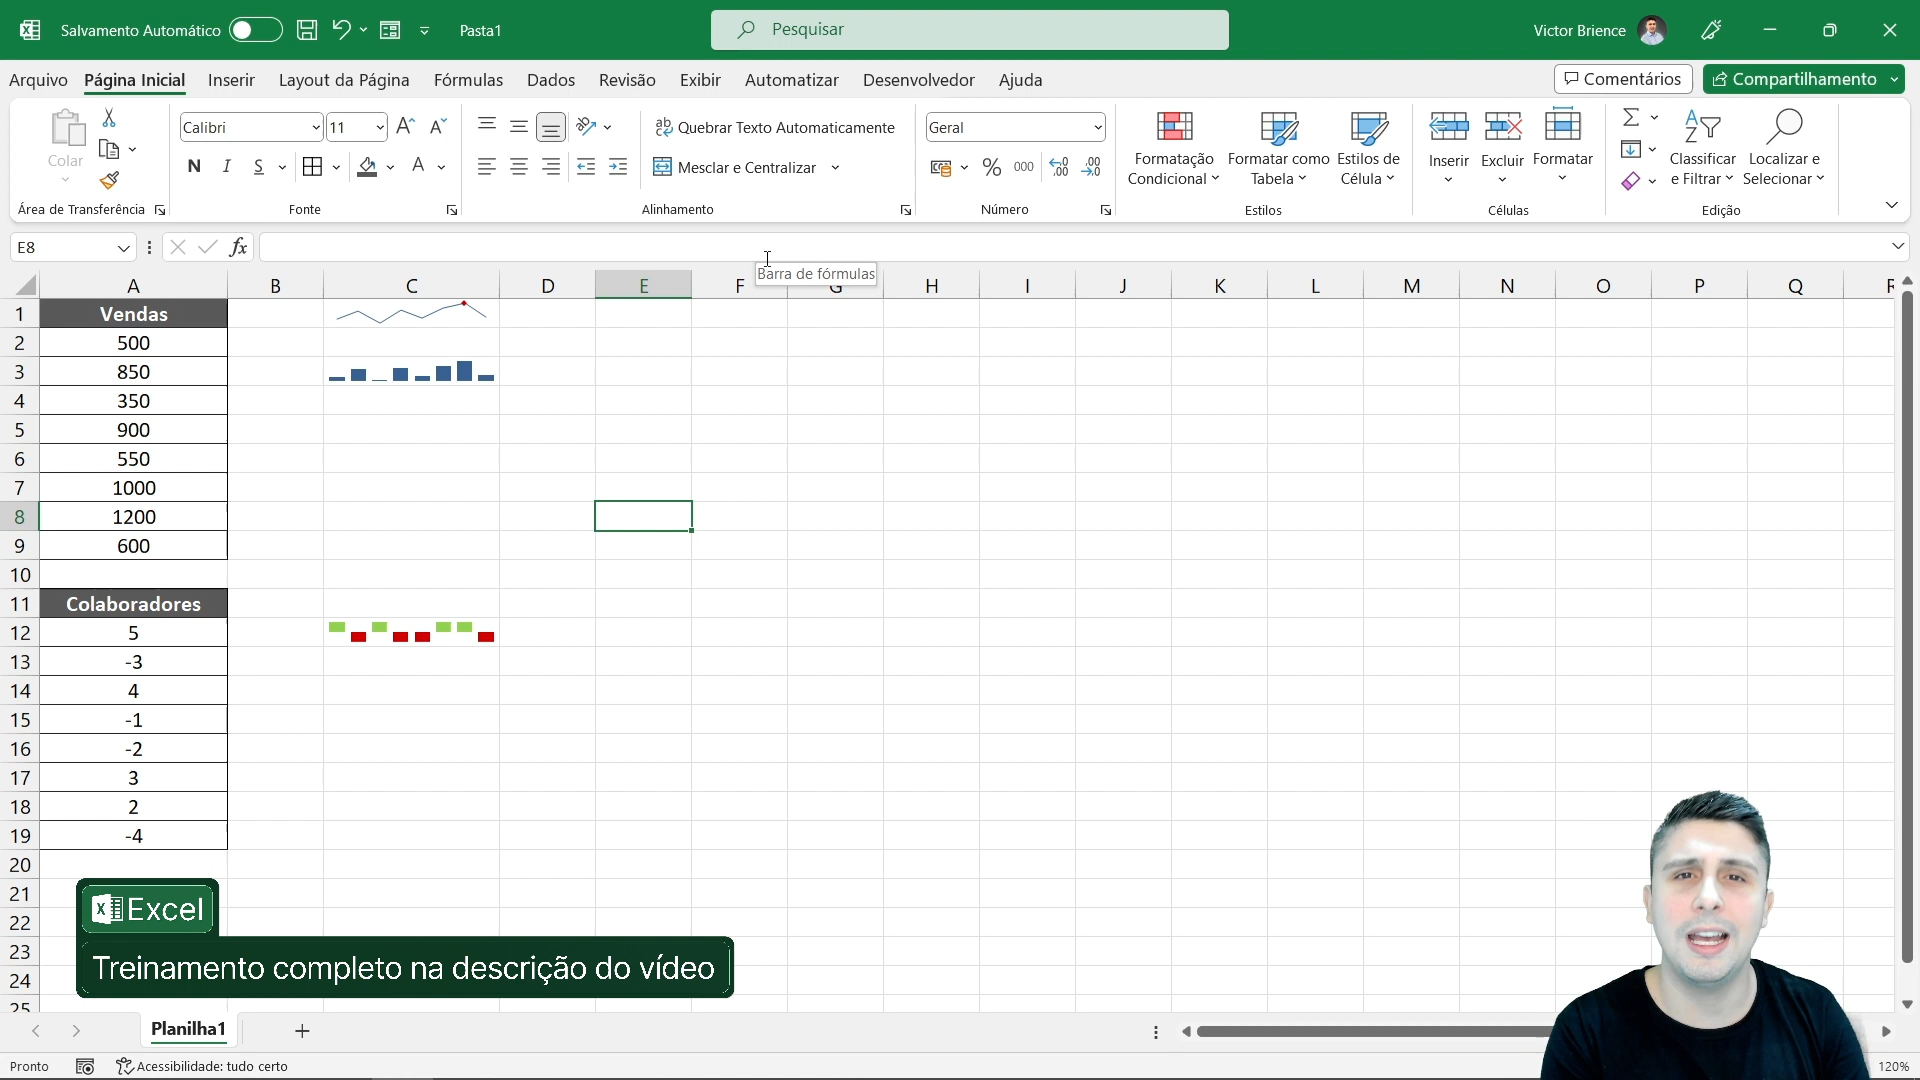 Salvamento Automático
Pasta1
Pesquisar
Victor Brience
Arquivo Página Inicial Inserir Layout da Página Fórmulas Dados Revisão Exibir Automatizar Desenvolvedor Ajuda
Comentários
Compartilhamento
Colar
Calibri
11
N I S
Quebrar Texto Automaticamente
Mesclar e Centralizar
Geral
% 000
Formatação Condicional
Formatar como Tabela
Estilos de Célula
Inserir
Excluir
Formatar
Classificar e Filtrar
Localizar e Selecionar
Área de Transferência Fonte Alinhamento Número Estilos Células Edição
E8
fx
Barra de fórmulas
A B C D E F G H I J K L M N O P Q R
1 Vendas
2 500
3 850
4 350
5 900
6 550
7 1000
8 1200
9 600
10
11 Colaboradores
12 5
13 -3
14 4
15 -1
16 -2
17 3
18 2
19 -4
20
21
22
23
24
25
Excel
Treinamento completo na descrição do vídeo
Planilha1
Pronto
Acessibilidade: tudo certo
120%